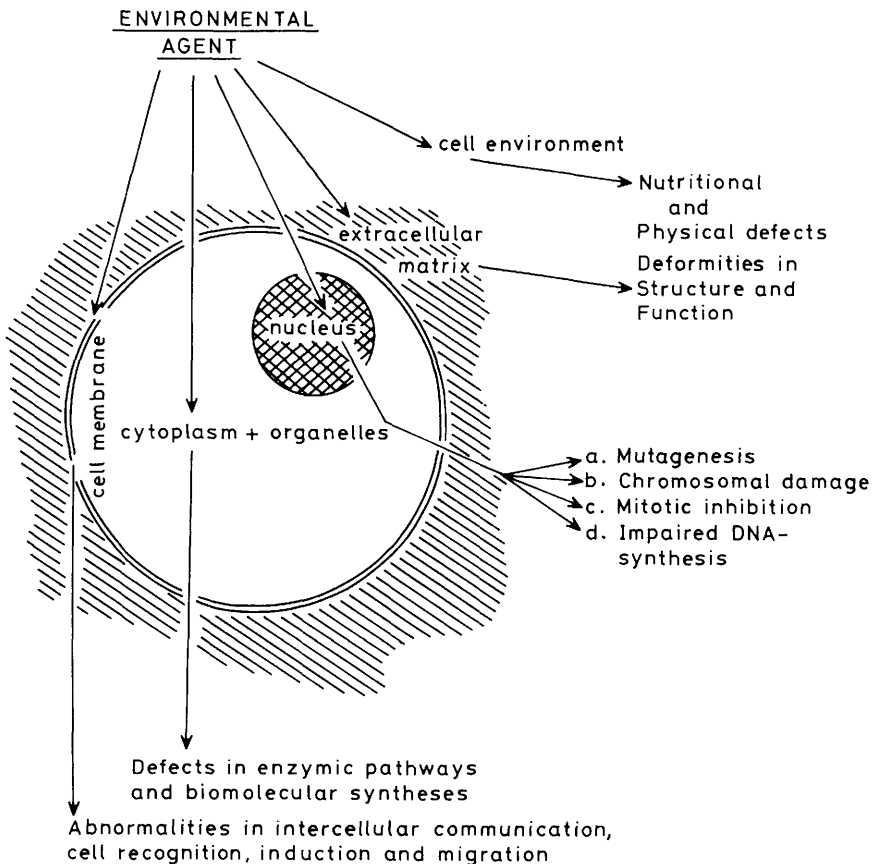 ENVIRONMENTAL
AGENT
cell environment
Nutritional
and
Physical defects
extracellular
matrix
Deformities in
Structure and
Function
nucleus
cell membrane
cytoplasm + organelles
a. Mutagenesis
b. Chromosomal damage
c. Mitotic inhibition
d. Impaired DNA-
synthesis
Defects in enzymic pathways
and biomolecular syntheses
Abnormalities in intercellular communication,
cell recognition, induction and migration